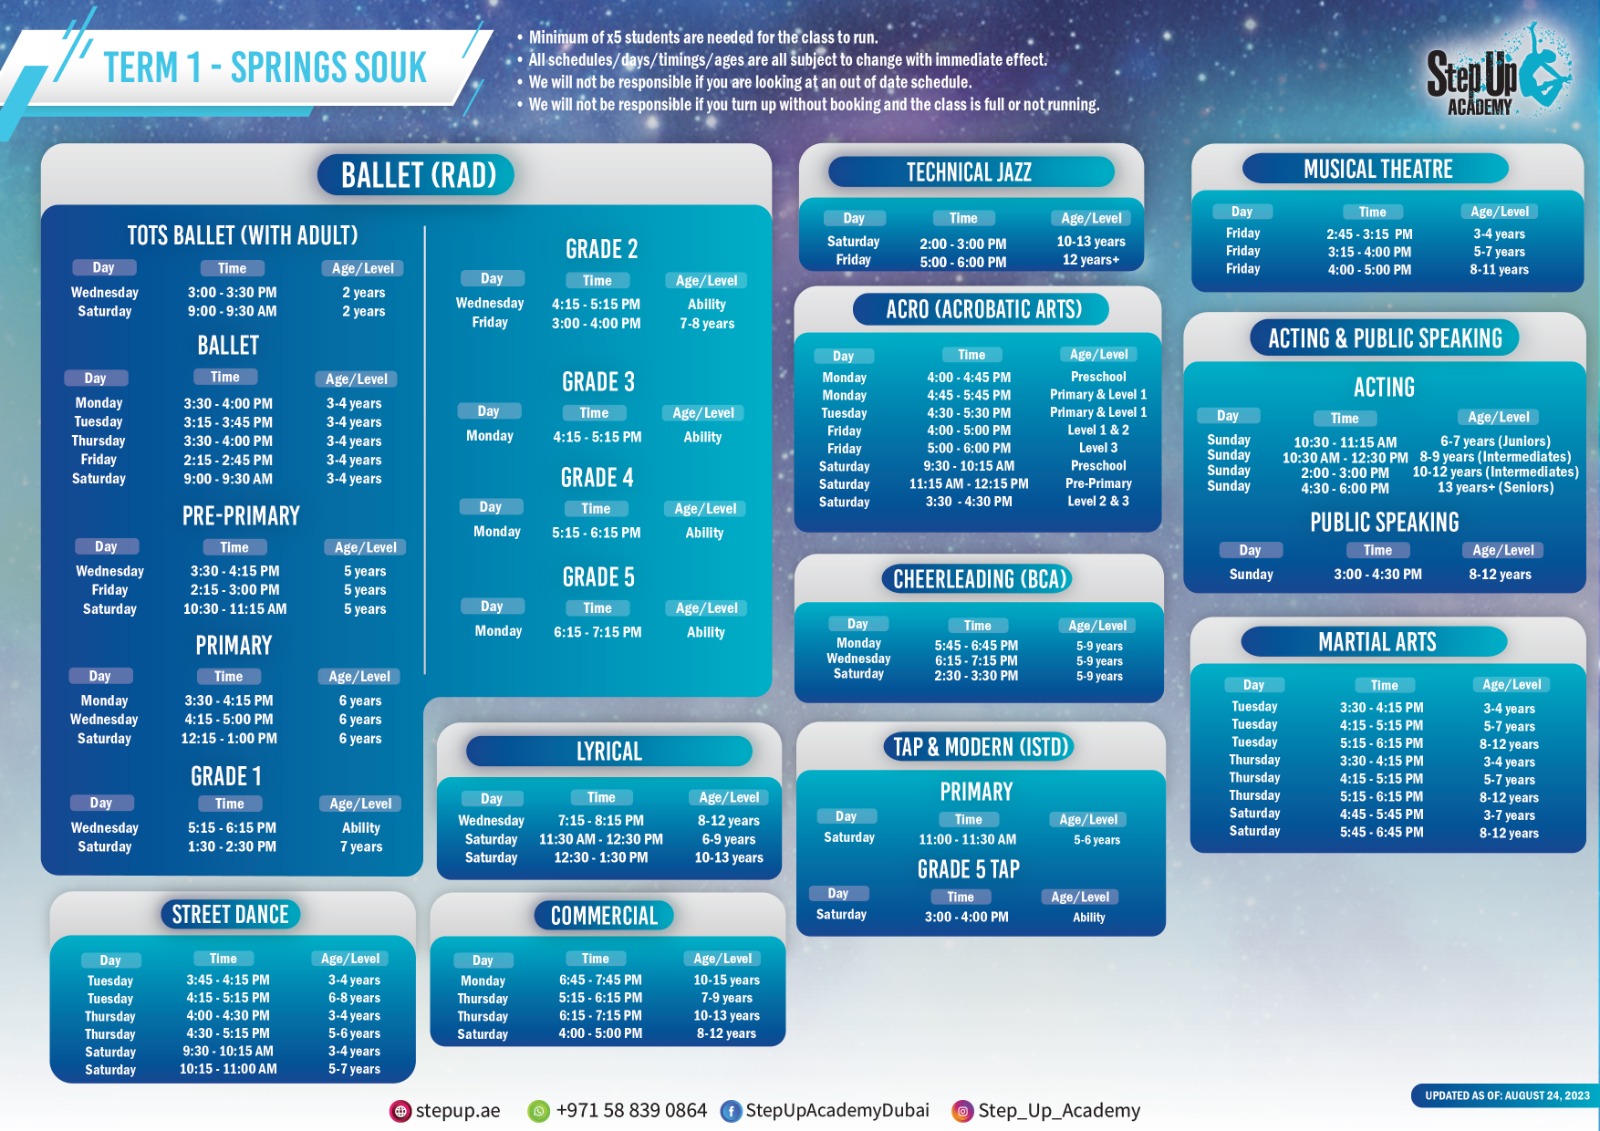 TERM 1 - SPRINGS SOUK
• Minimum of x5 students are needed for the class to run.
• All schedules/days/timings/ages are all subject to change with immediate effect.
• We will not be responsible if you are looking at an out of date schedule.
• We will not be responsible if you turn up without booking and the class is full or not running.
Step Up
ACADEMY
BALLET (RAD)
TOTS BALLET (WITH ADULT)
Day Time Age/Level
Wednesday 3:00 - 3:30 PM 2 years
Saturday 9:00 - 9:30 AM 2 years
BALLET
Day Time Age/Level
Monday 3:30 - 4:00 PM 3-4 years
Tuesday 3:15 - 3:45 PM 3-4 years
Thursday 3:30 - 4:00 PM 3-4 years
Friday 2:15 - 2:45 PM 3-4 years
Saturday 9:00 - 9:30 AM 3-4 years
PRE-PRIMARY
Day Time Age/Level
Wednesday 3:30 - 4:15 PM 5 years
Friday 2:15 - 3:00 PM 5 years
Saturday 10:30 - 11:15 AM 5 years
PRIMARY
Day Time Age/Level
Monday 3:30 - 4:15 PM 6 years
Wednesday 4:15 - 5:00 PM 6 years
Saturday 12:15 - 1:00 PM 6 years
GRADE 1
Day Time Age/Level
Wednesday 5:15 - 6:15 PM Ability
Saturday 1:30 - 2:30 PM 7 years
GRADE 2
Day Time Age/Level
Wednesday 4:15 - 5:15 PM Ability
Friday 3:00 - 4:00 PM 7-8 years
GRADE 3
Day Time Age/Level
Monday 4:15 - 5:15 PM Ability
GRADE 4
Day Time Age/Level
Monday 5:15 - 6:15 PM Ability
GRADE 5
Day Time Age/Level
Monday 6:15 - 7:15 PM Ability
LYRICAL
Day Time Age/Level
Wednesday 7:15 - 8:15 PM 8-12 years
Saturday 11:30 AM - 12:30 PM 6-9 years
Saturday 12:30 - 1:30 PM 10-13 years
STREET DANCE
Day Time Age/Level
Tuesday 3:45 - 4:15 PM 3-4 years
Tuesday 4:15 - 5:15 PM 6-8 years
Thursday 4:00 - 4:30 PM 3-4 years
Thursday 4:30 - 5:15 PM 5-6 years
Saturday 9:30 - 10:15 AM 3-4 years
Saturday 10:15 - 11:00 AM 5-7 years
COMMERCIAL
Day Time Age/Level
Monday 6:45 - 7:45 PM 10-15 years
Thursday 5:15 - 6:15 PM 7-9 years
Thursday 6:15 - 7:15 PM 10-13 years
Saturday 4:00 - 5:00 PM 8-12 years
TECHNICAL JAZZ
Day Time Age/Level
Saturday 2:00 - 3:00 PM 10-13 years
Friday 5:00 - 6:00 PM 12 years+
ACRO (ACROBATIC ARTS)
Day Time Age/Level
Monday 4:00 - 4:45 PM Preschool
Monday 4:45 - 5:45 PM Primary & Level 1
Tuesday 4:30 - 5:30 PM Primary & Level 1
Friday 4:00 - 5:00 PM Level 1 & 2
Friday 5:00 - 6:00 PM Level 3
Saturday 9:30 - 10:15 AM Preschool
Saturday 11:15 AM - 12:15 PM Pre-Primary
Saturday 3:30 - 4:30 PM Level 2 & 3
CHEERLEADING (BCA)
Day Time Age/Level
Monday 5:45 - 6:45 PM 5-9 years
Wednesday 6:15 - 7:15 PM 5-9 years
Saturday 2:30 - 3:30 PM 5-9 years
TAP & MODERN (ISTD)
PRIMARY
Day Time Age/Level
Saturday 11:00 - 11:30 AM 5-6 years
GRADE 5 TAP
Day Time Age/Level
Saturday 3:00 - 4:00 PM Ability
MUSICAL THEATRE
Day Time Age/Level
Friday 2:45 - 3:15 PM 3-4 years
Friday 3:15 - 4:00 PM 5-7 years
Friday 4:00 - 5:00 PM 8-11 years
ACTING & PUBLIC SPEAKING
ACTING
Day Time Age/Level
Sunday 10:30 - 11:15 AM 6-7 years (Juniors)
Sunday 10:30 AM - 12:30 PM 8-9 years (Intermediates)
Sunday 2:00 - 3:00 PM 10-12 years (Intermediates)
Sunday 4:30 - 6:00 PM 13 years+ (Seniors)
PUBLIC SPEAKING
Day Time Age/Level
Sunday 3:00 - 4:30 PM 8-12 years
MARTIAL ARTS
Day Time Age/Level
Tuesday 3:30 - 4:15 PM 3-4 years
Tuesday 4:15 - 5:15 PM 5-7 years
Tuesday 5:15 - 6:15 PM 8-12 years
Thursday 3:30 - 4:15 PM 3-4 years
Thursday 4:15 - 5:15 PM 5-7 years
Thursday 5:15 - 6:15 PM 8-12 years
Saturday 4:45 - 5:45 PM 3-7 years
Saturday 5:45 - 6:45 PM 8-12 years
UPDATED AS OF: AUGUST 24, 2023
stepup.ae +971 58 839 0864 StepUpAcademyDubai Step_Up_Academy